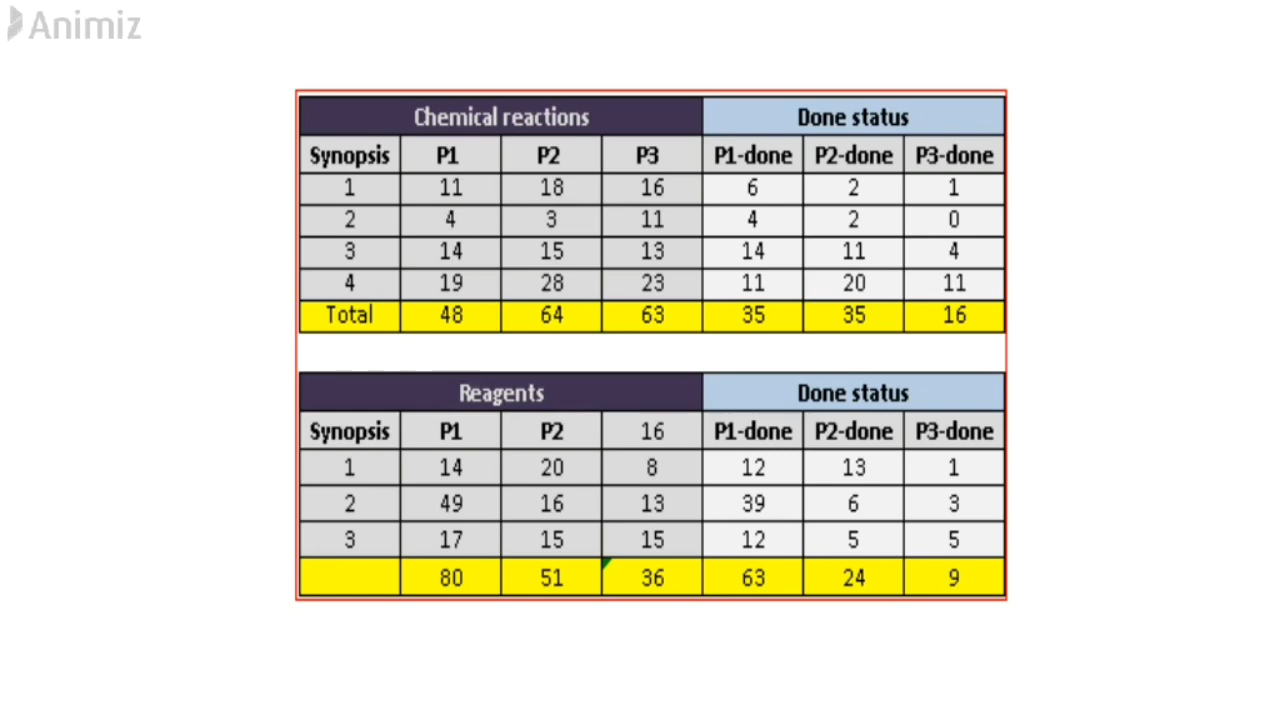 Animiz
Chemical reactions Done status
Synopsis P1 P2 P3 P1-done P2-done P3-done
1 11 18 16 6 2 1
2 4 3 11 4 2 0
3 14 15 13 14 11 4
4 19 28 23 11 20 11
Total 48 64 63 35 35 16
Reagents Done status
Synopsis P1 P2 16 P1-done P2-done P3-done
1 14 20 8 12 13 1
2 49 16 13 39 6 3
3 17 15 15 12 5 5
80 51 36 63 24 9